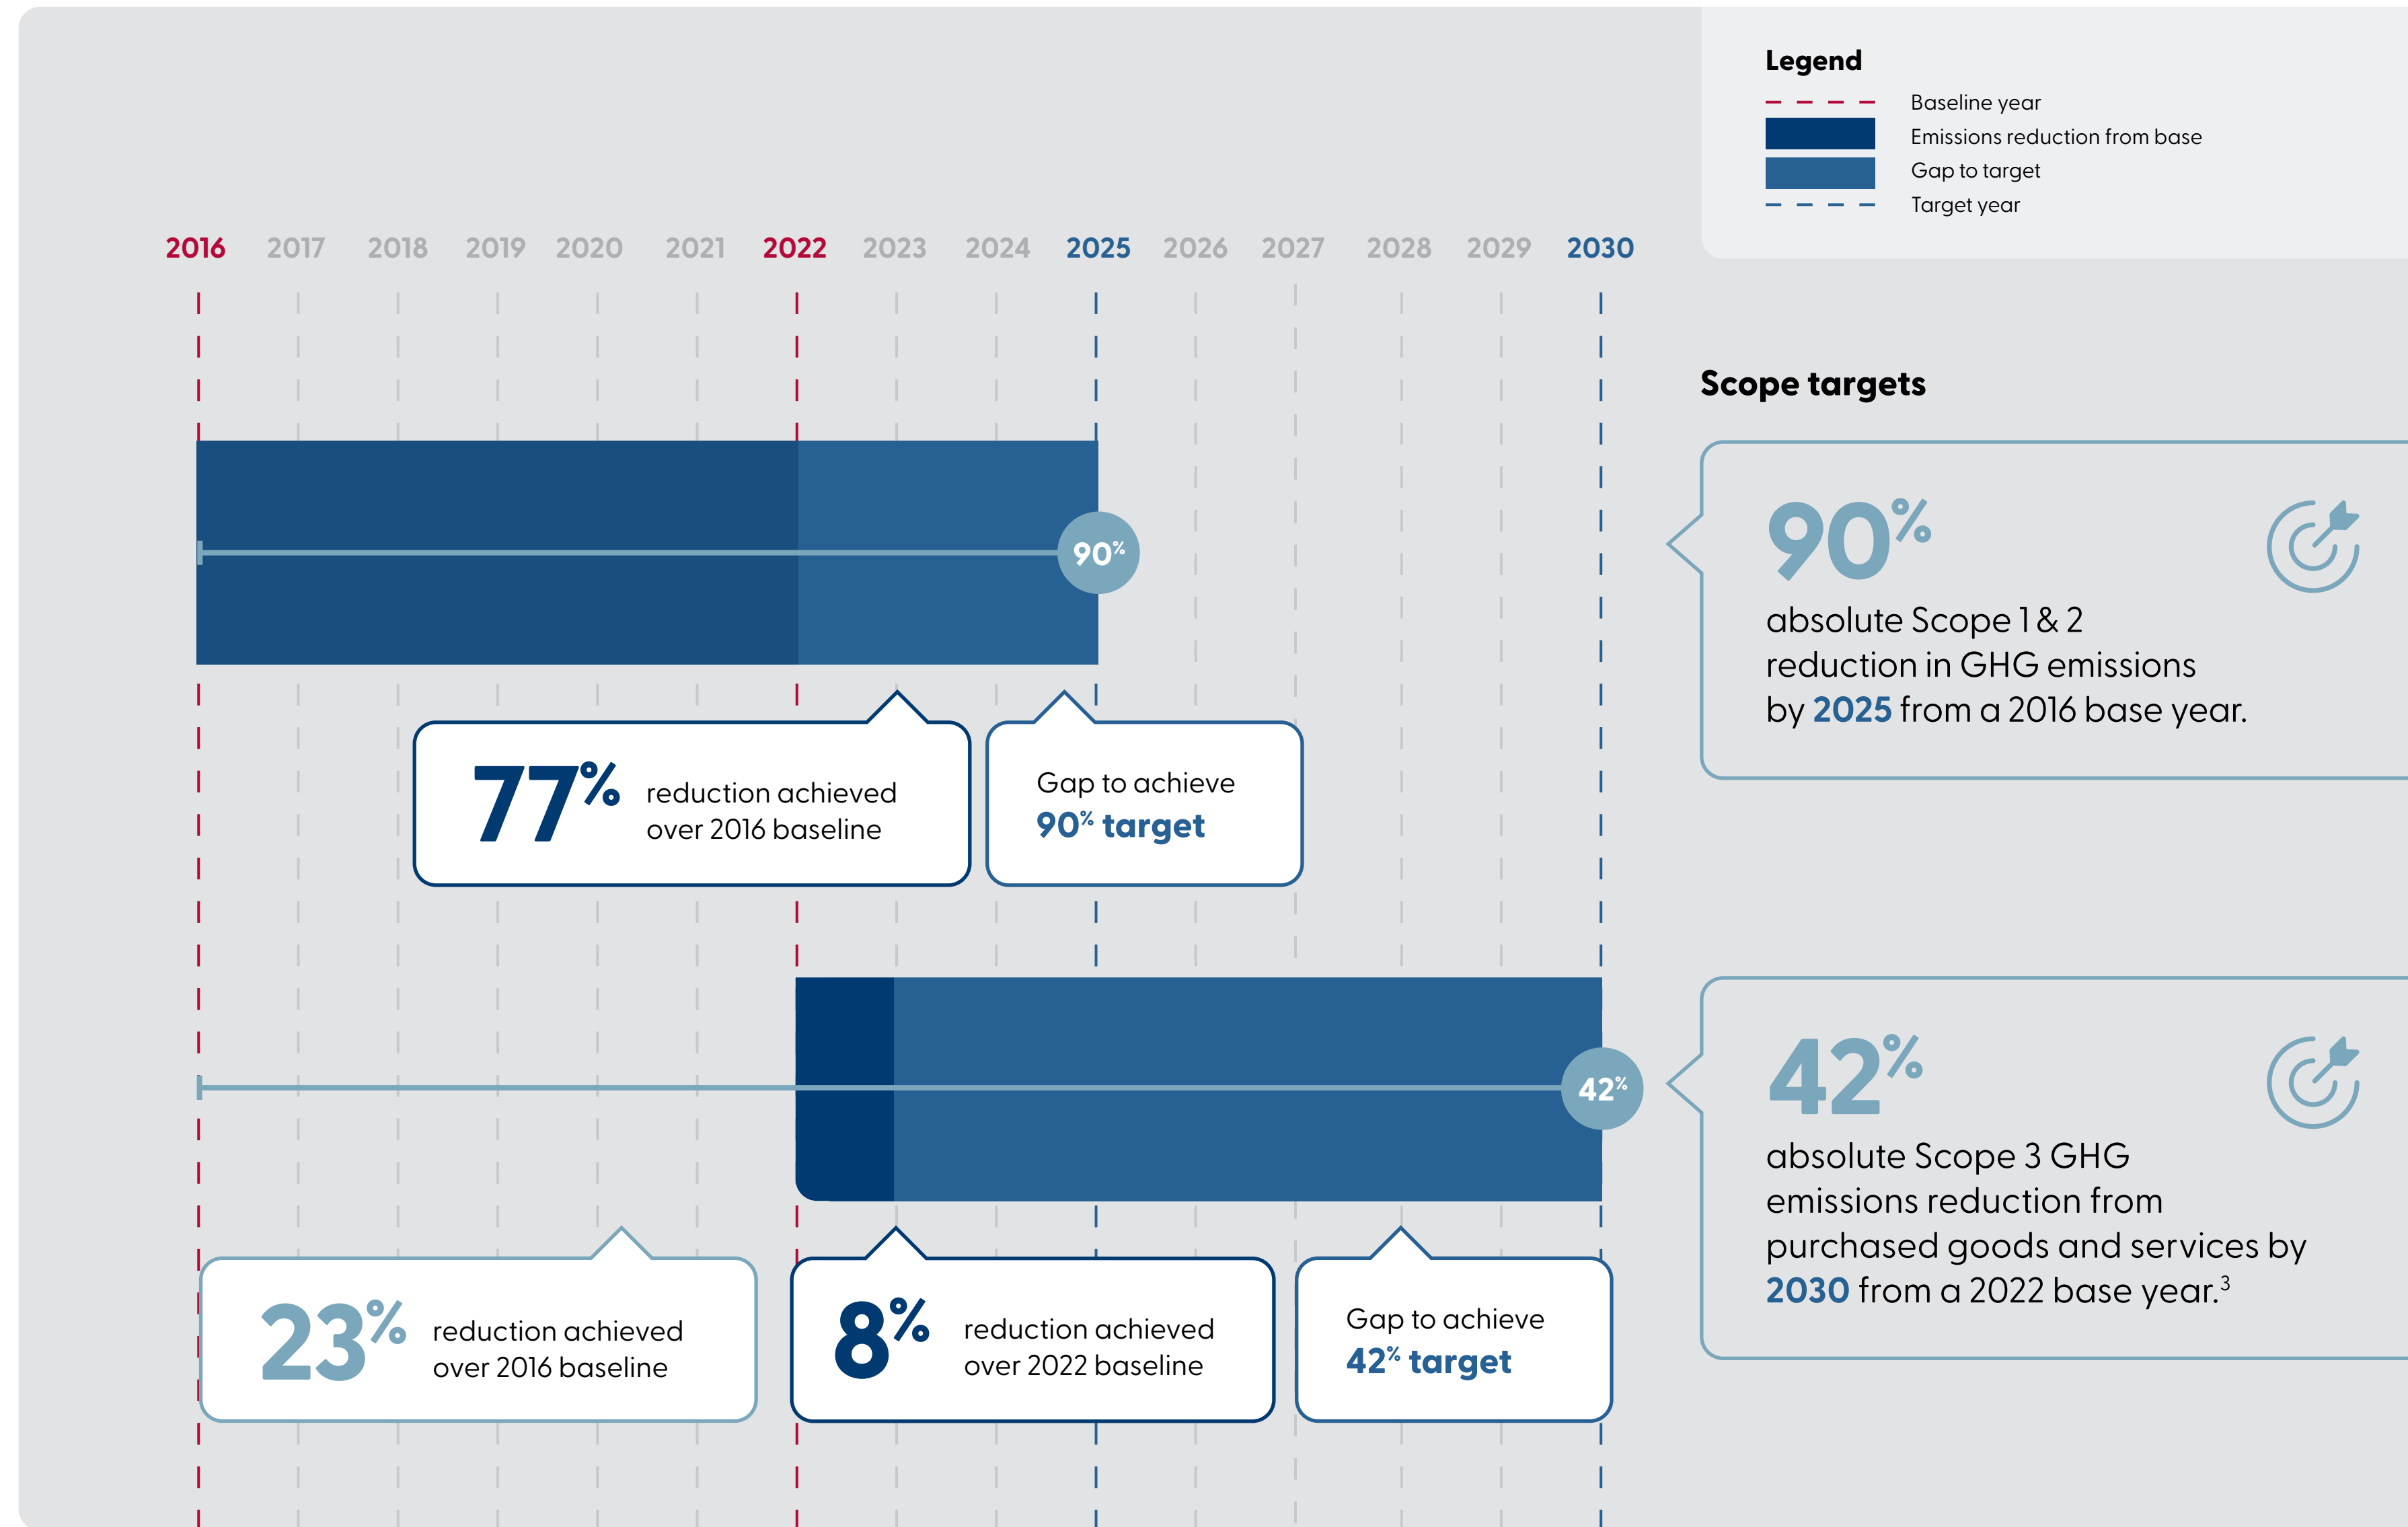 Legend
Baseline year
Emissions reduction from base
Gap to target
Target year
2016 2017 2018 2019 2020 2021 2022 2023 2024 2025 2026 2027 2028 2029 2030
Scope targets
90%
90%
absolute Scope 1 & 2
reduction in GHG emissions
by 2025 from a 2016 base year.
77%
reduction achieved
over 2016 baseline
Gap to achieve
90% target
42%
42%
absolute Scope 3 GHG
emissions reduction from
purchased goods and services by
2030 from a 2022 base year.³
23%
reduction achieved
over 2016 baseline
8%
reduction achieved
over 2022 baseline
Gap to achieve
42% target